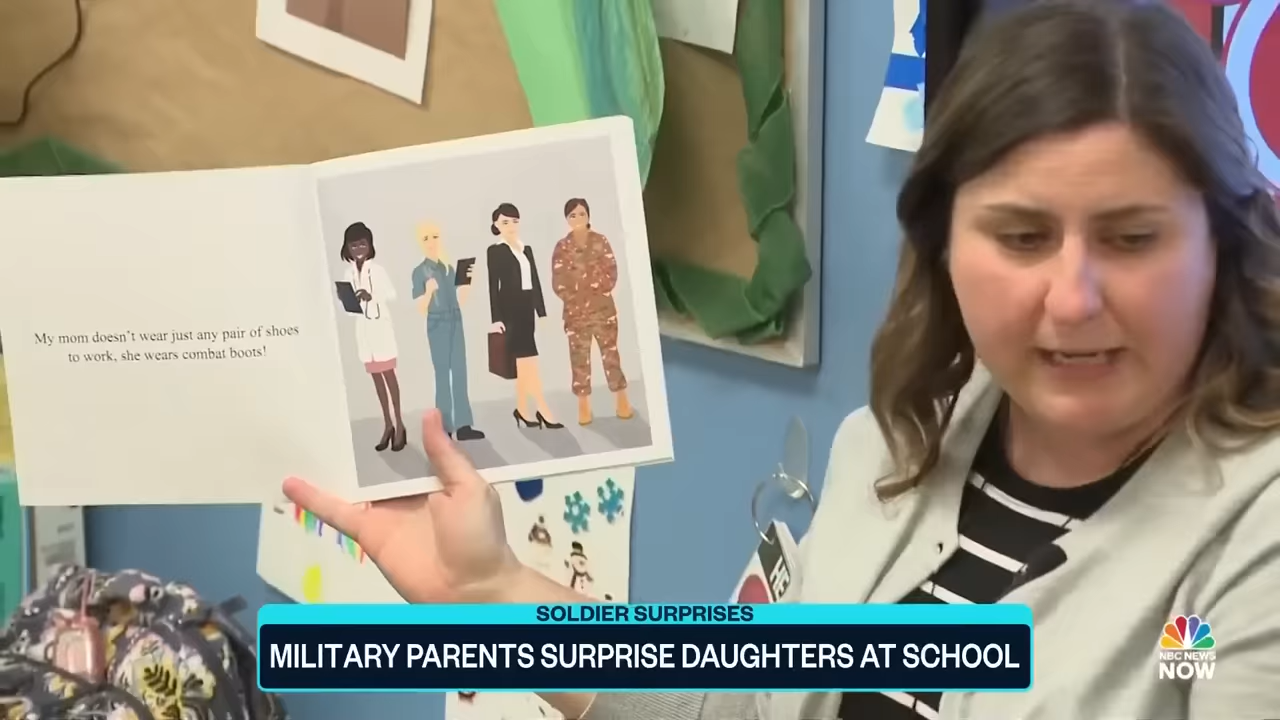 My mom doesn't wear just any pair of shoes
to work, she wears combat boots!
SOLDIER SURPRISES
MILITARY PARENTS SURPRISE DAUGHTERS AT SCHOOL
NBC NEWS
NOW